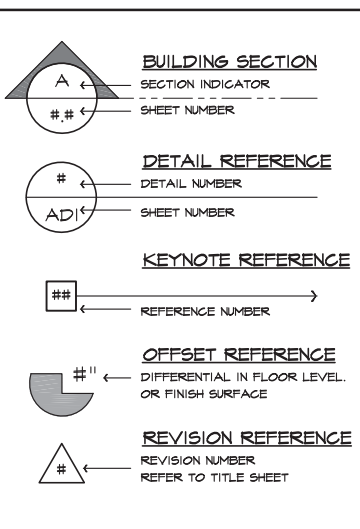 BUILDING SECTION
A
SECTION INDICATOR
#.#
SHEET NUMBER
DETAIL REFERENCE
#
DETAIL NUMBER
AD1
SHEET NUMBER
KEYNOTE REFERENCE
##
REFERENCE NUMBER
OFFSET REFERENCE
#"
DIFFERENTIAL IN FLOOR LEVEL.
OR FINISH SURFACE
REVISION REFERENCE
#
REVISION NUMBER
REFER TO TITLE SHEET